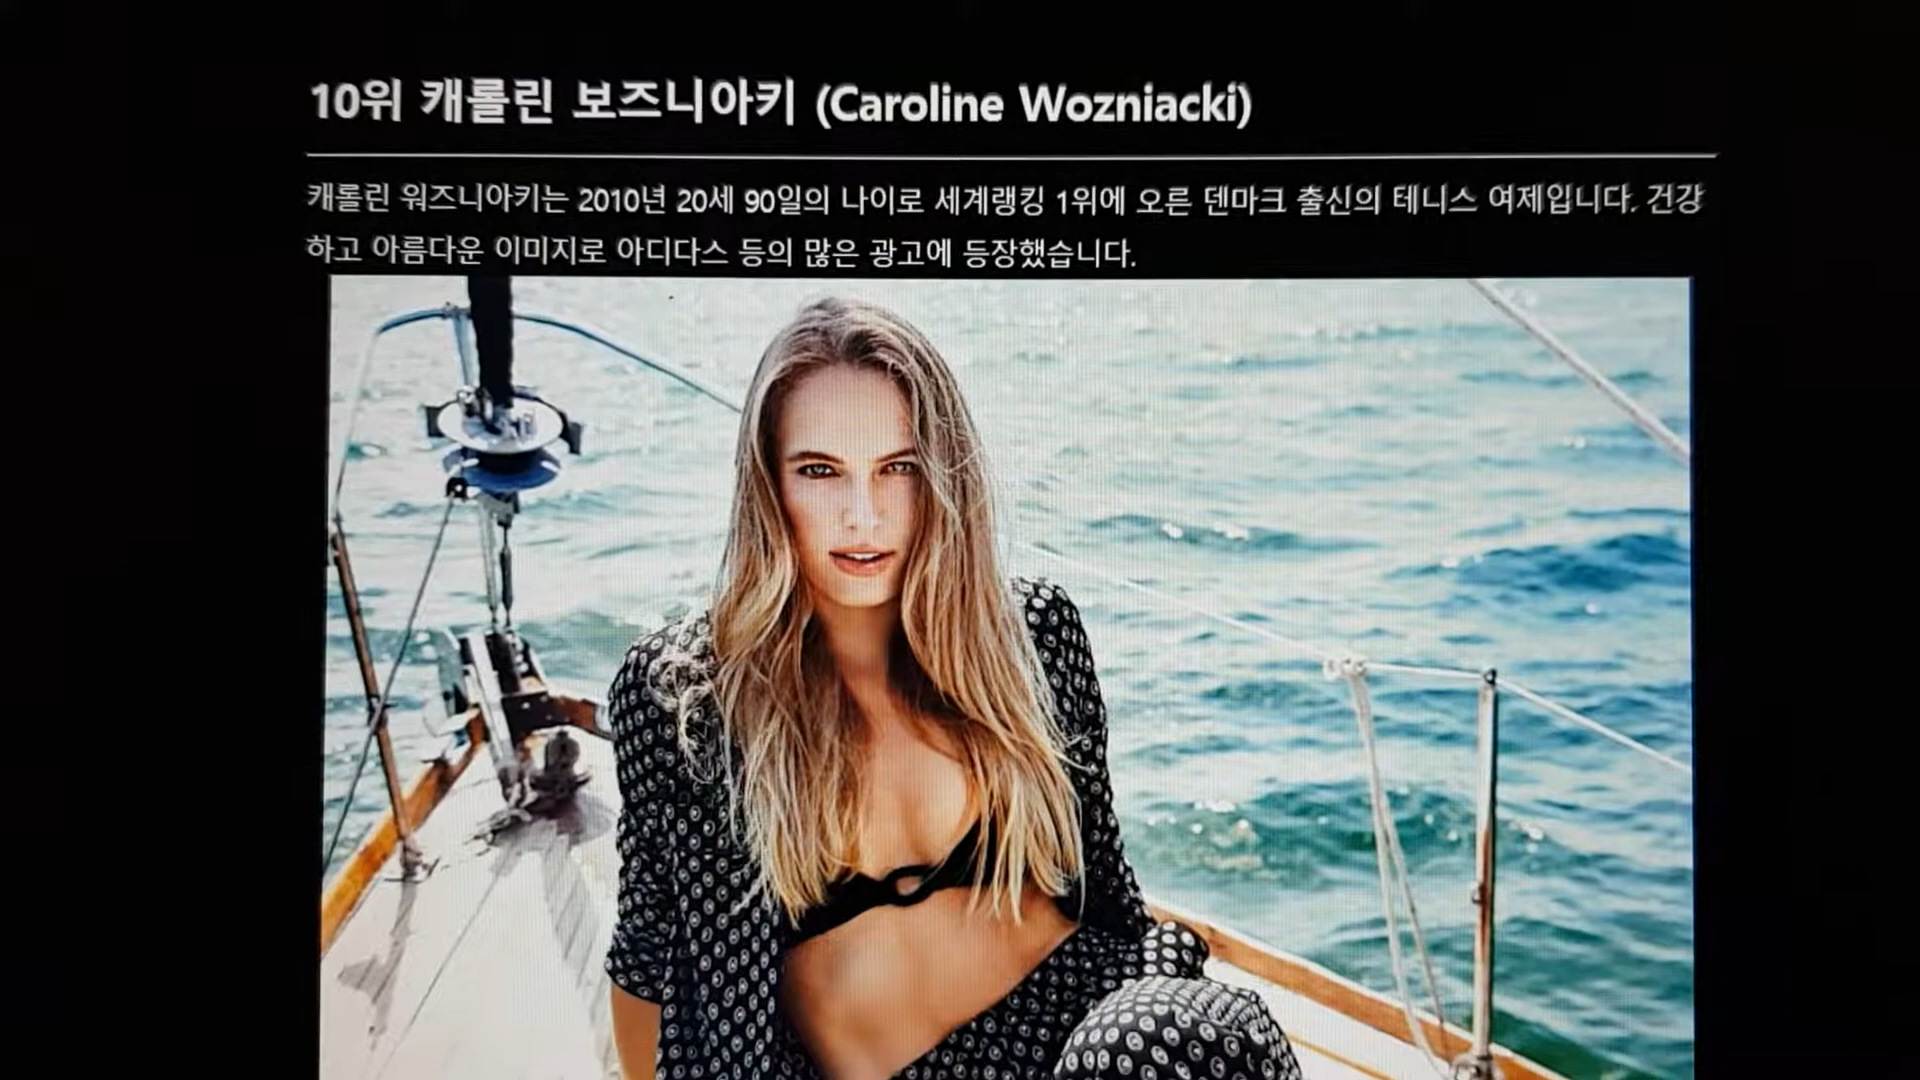 10위 캐롤린 보즈니아키 (Caroline Wozniacki)
캐롤린 워즈니아키는 2010년 20세 90일의 나이로 세계랭킹 1위에 오른 덴마크 출신의 테니스 여제입니다. 건강
하고 아름다운 이미지로 아디다스 등의 많은 광고에 등장했습니다.